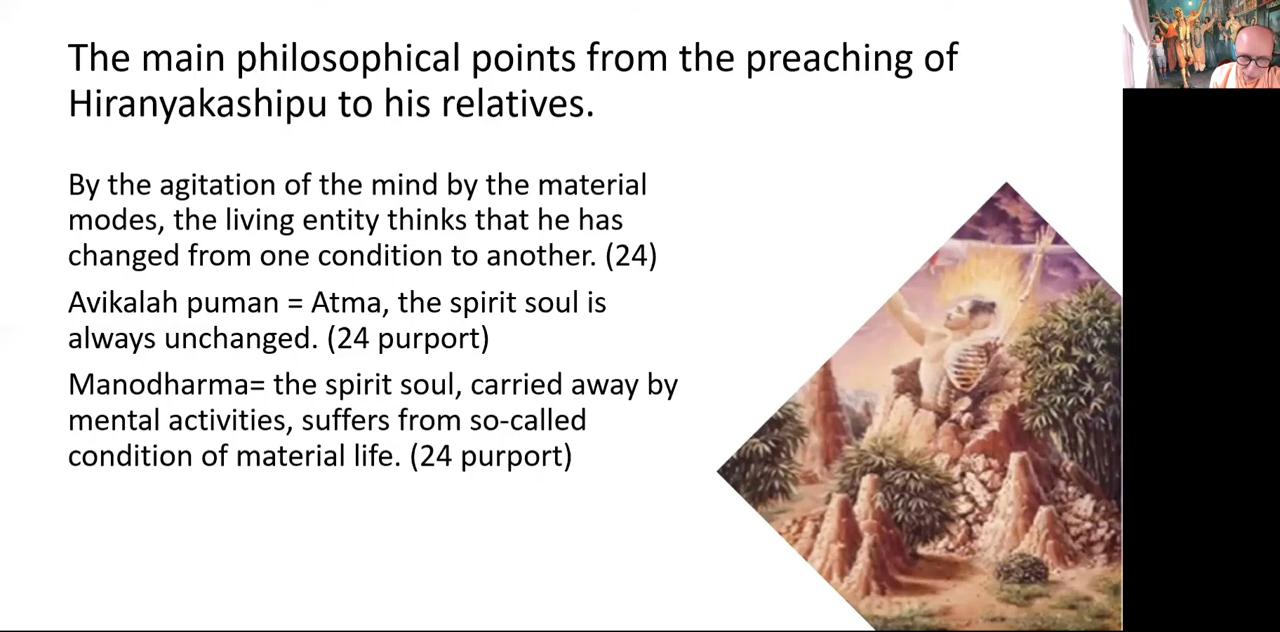 The main philosophical points from the preaching of
Hiranyakashipu to his relatives.
By the agitation of the mind by the material
modes, the living entity thinks that he has
changed from one condition to another. (24)
Avikalah puman = Atma, the spirit soul is
always unchanged. (24 purport)
Manodharma= the spirit soul, carried away by
mental activities, suffers from so-called
condition of material life. (24 purport)